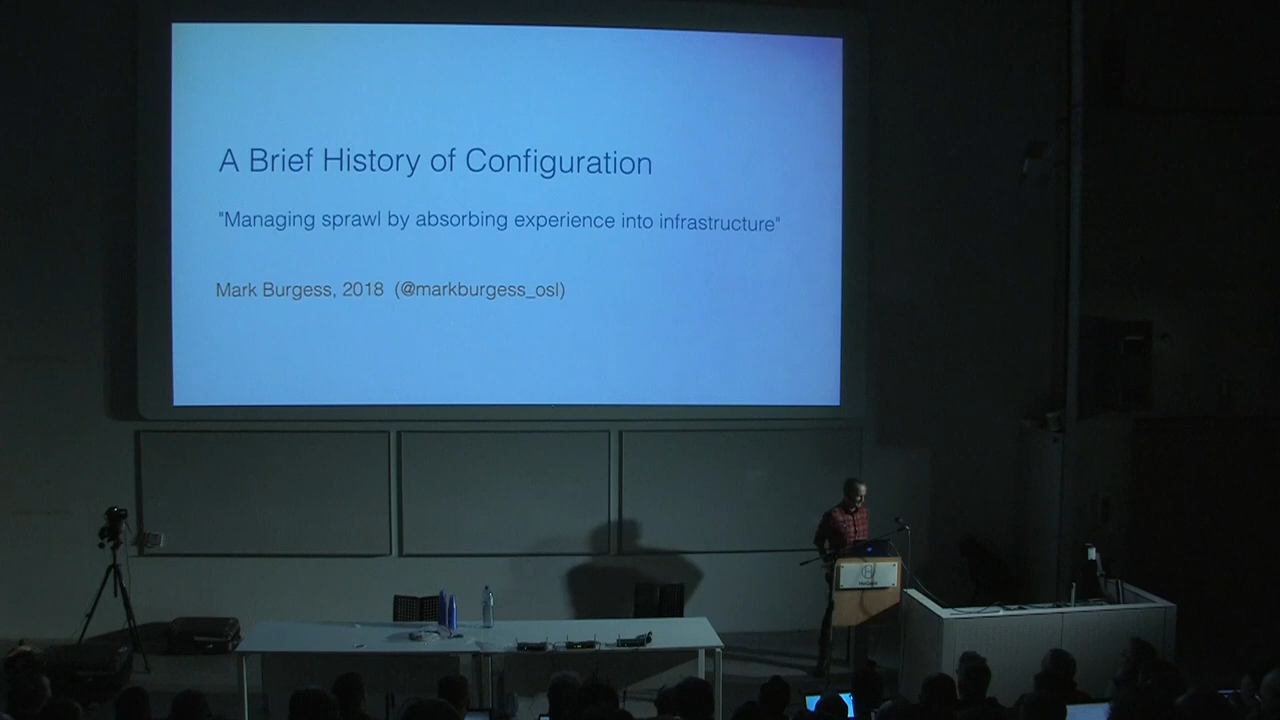 A Brief History of Configuration
"Managing sprawl by absorbing experience into infrastructure"
Mark Burgess, 2018 (@markburgess_osl)